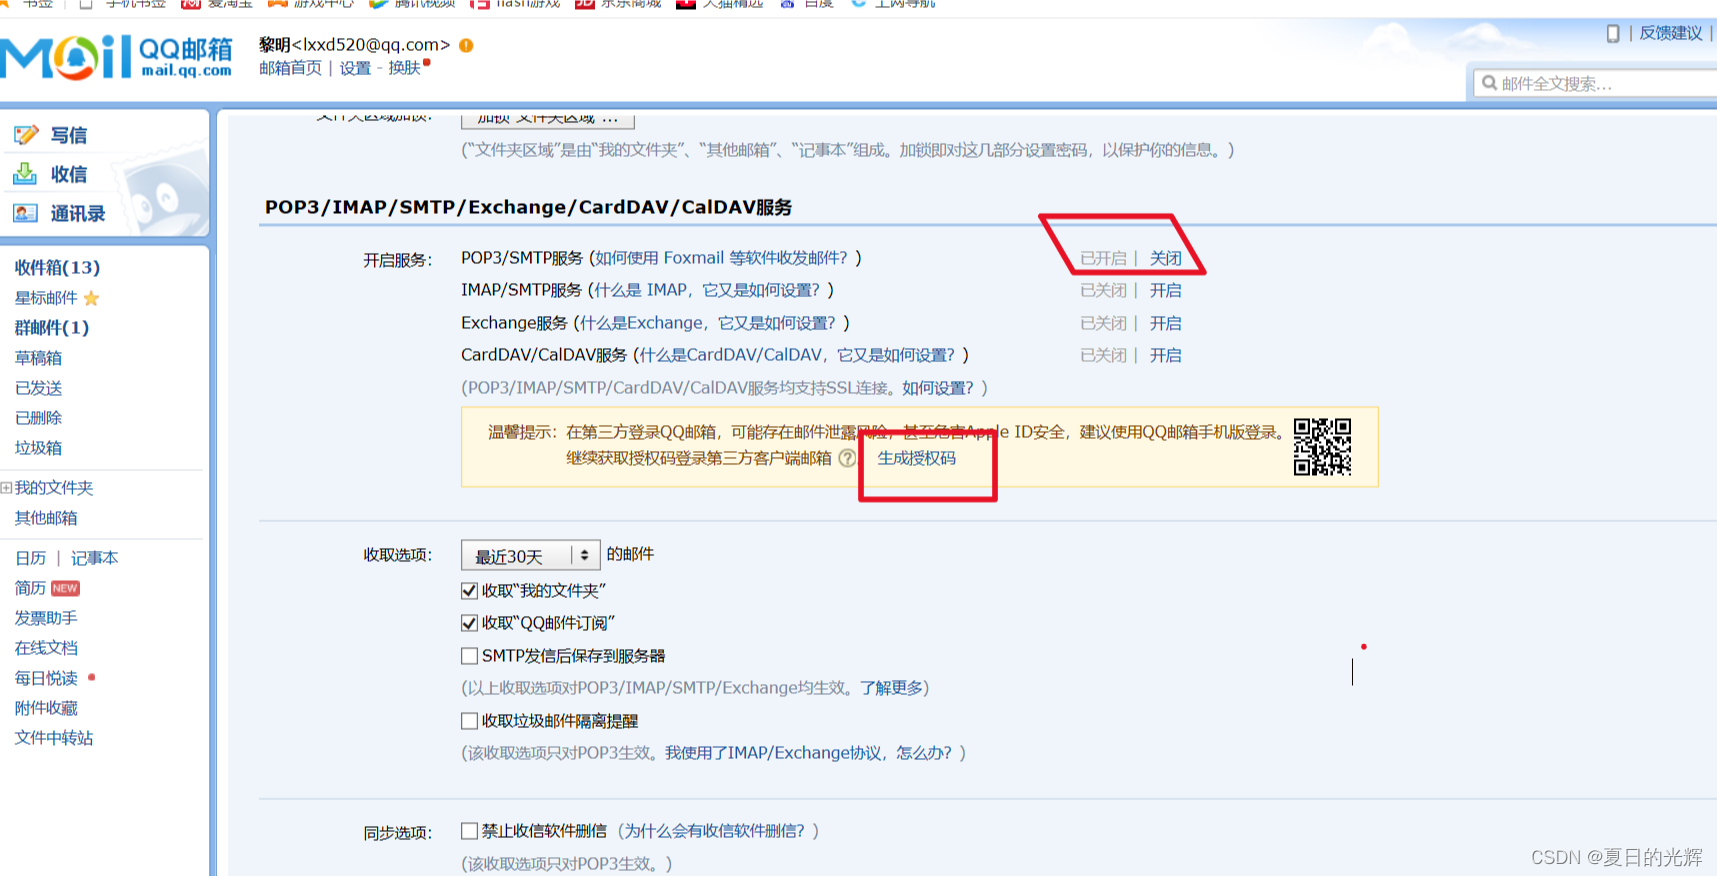 书签 手机书签 爱淘宝 游戏中心 腾讯视频 flash游戏 京东商城 天猫精选 百度 上网导航
Mail QQ邮箱
mail.qq.com
黎明<lxxd520@qq.com>
邮箱首页 | 设置 - 换肤
| 反馈建议 |
邮件全文搜索...
写信
收信
通讯录
收件箱(13)
星标邮件
群邮件(1)
草稿箱
已发送
已删除
垃圾箱
我的文件夹
其他邮箱
日历 | 记事本
简历 NEW
发票助手
在线文档
每日悦读
附件收藏
文件中转站
文件夹区域加锁： 加锁“文件夹区域”...
(“文件夹区域”是由“我的文件夹”、“其他邮箱”、“记事本”组成。加锁即对这几部分设置密码，以保护你的信息。)
POP3/IMAP/SMTP/Exchange/CardDAV/CalDAV服务
开启服务： POP3/SMTP服务 (如何使用 Foxmail 等软件收发邮件？) 已开启 | 关闭
IMAP/SMTP服务 (什么是 IMAP，它又是如何设置？) 已关闭 | 开启
Exchange服务 (什么是Exchange，它又是如何设置？) 已关闭 | 开启
CardDAV/CalDAV服务 (什么是CardDAV/CalDAV，它又是如何设置？) 已关闭 | 开启
(POP3/IMAP/SMTP/CardDAV/CalDAV服务均支持SSL连接。如何设置？)
温馨提示：在第三方登录QQ邮箱，可能存在邮件泄露风险，甚至危害Apple ID安全，建议使用QQ邮箱手机版登录。
继续获取授权码登录第三方客户端邮箱 ? 生成授权码
收取选项： 最近30天 的邮件
收取“我的文件夹”
收取“QQ邮件订阅”
SMTP发信后保存到服务器
(以上收取选项对POP3/IMAP/SMTP/Exchange均生效。了解更多)
收取垃圾邮件隔离提醒
(该收取选项只对POP3生效。我使用了IMAP/Exchange协议，怎么办？)
同步选项： 禁止收信软件删信 (为什么会有收信软件删信？)
(该收取选项只对POP3生效。)
CSDN @夏日的光辉